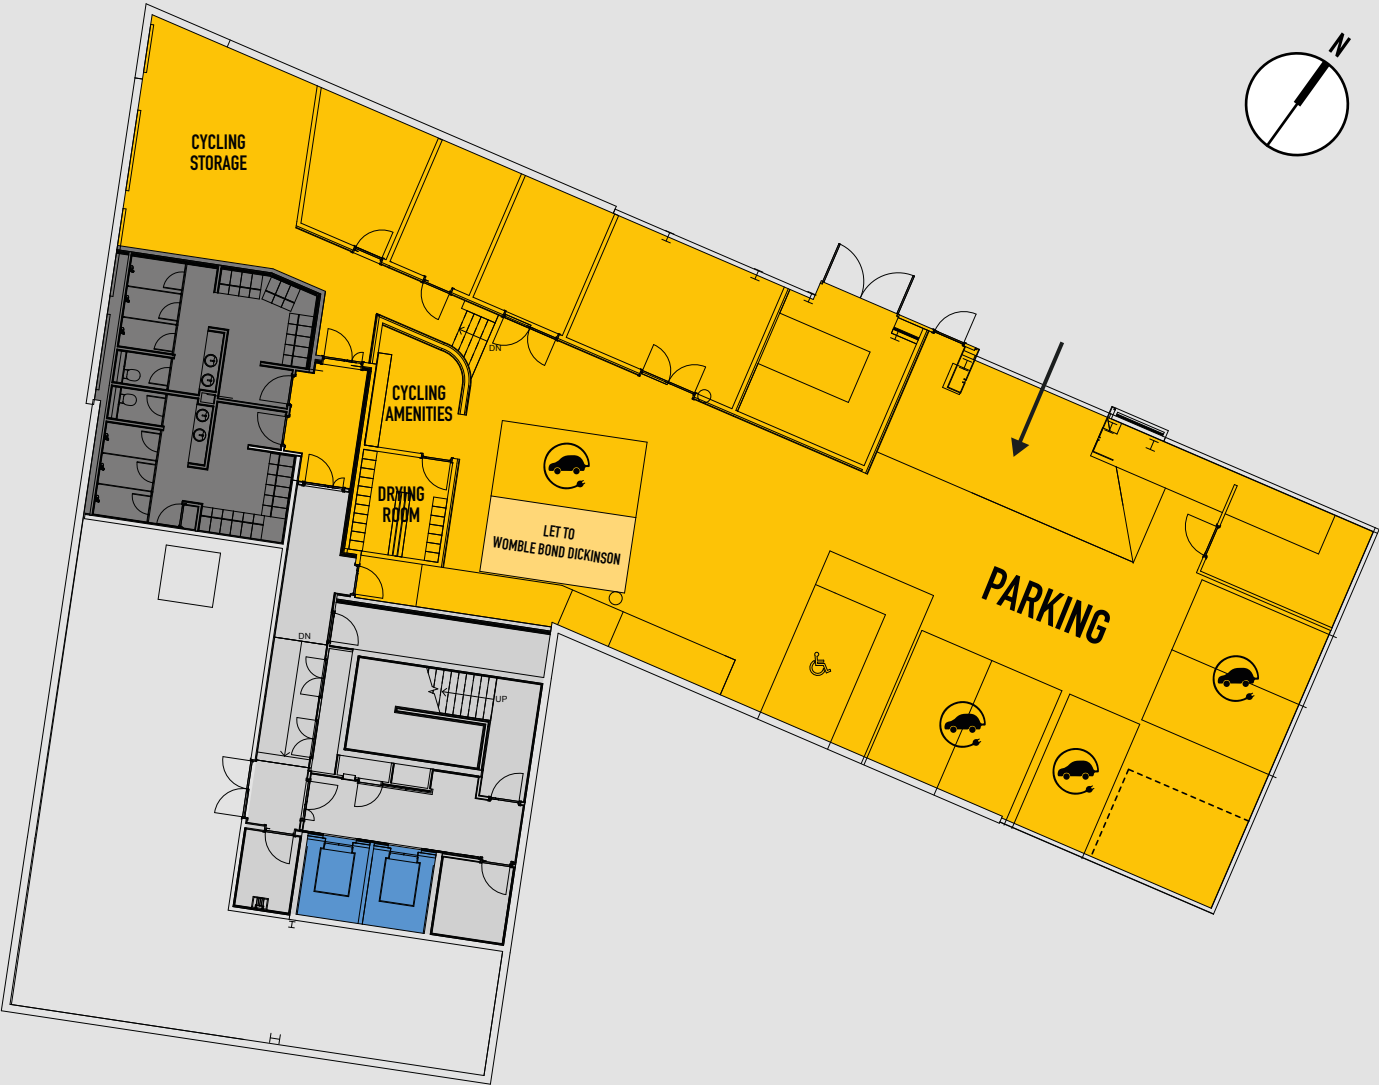 N
CYCLING
STORAGE
DN
CYCLING
AMENITIES
DRYING
ROOM
LET TO
WOMBLE BOND DICKINSON
PARKING
DN
UP